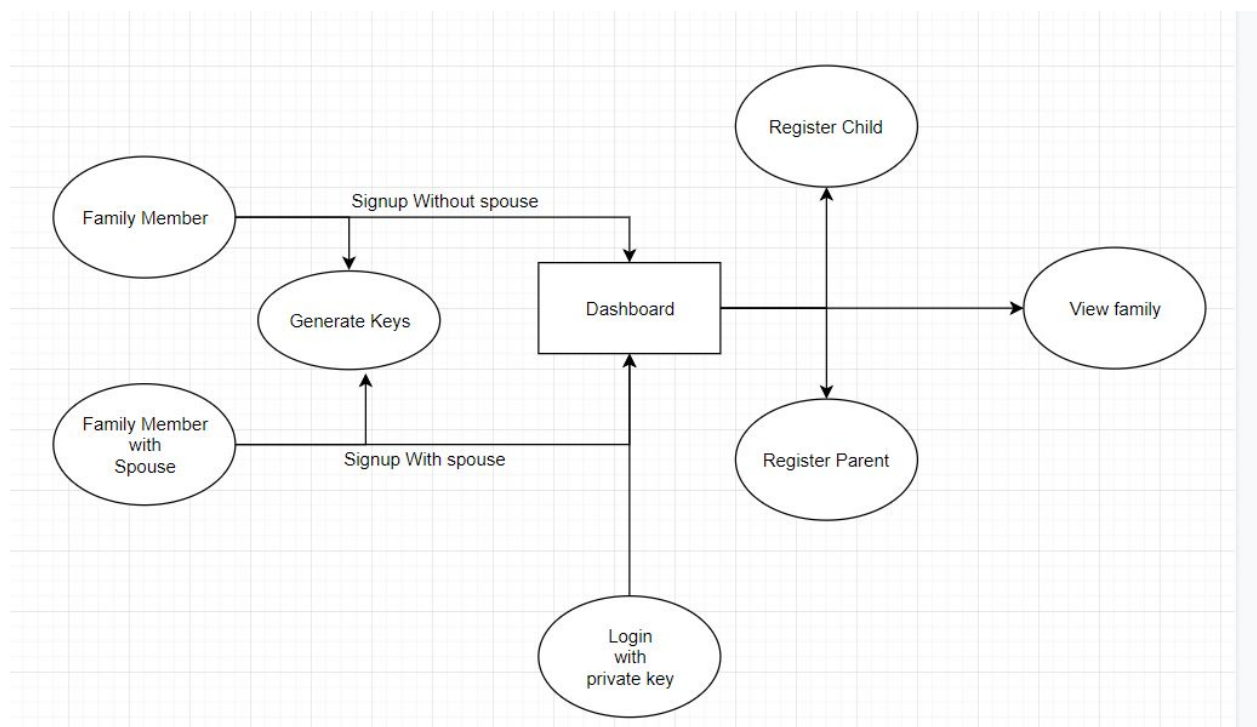 Register Child
Signup Without spouse
Family Member
Generate Keys
Dashboard
View family
Family Member
with
Spouse
Signup With spouse
Register Parent
Login
with
private key